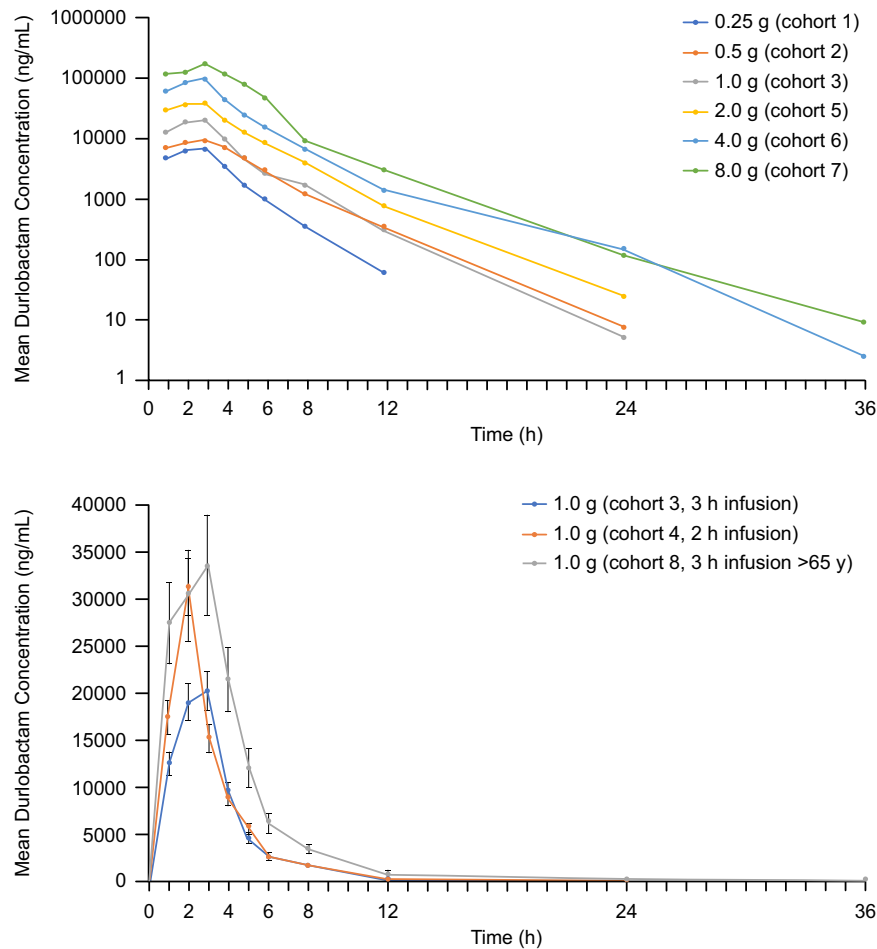 Mean Durlobactam Concentration (ng/mL)
1000000
100000
10000
1000
100
10
1
0 2 4 6 8 12 24 36
Time (h)
0.25 g (cohort 1)
0.5 g (cohort 2)
1.0 g (cohort 3)
2.0 g (cohort 5)
4.0 g (cohort 6)
8.0 g (cohort 7)
Mean Durlobactam Concentration (ng/mL)
40000
35000
30000
25000
20000
15000
10000
5000
0
0 2 4 6 8 12 24 36
Time (h)
1.0 g (cohort 3, 3 h infusion)
1.0 g (cohort 4, 2 h infusion)
1.0 g (cohort 8, 3 h infusion >65 y)